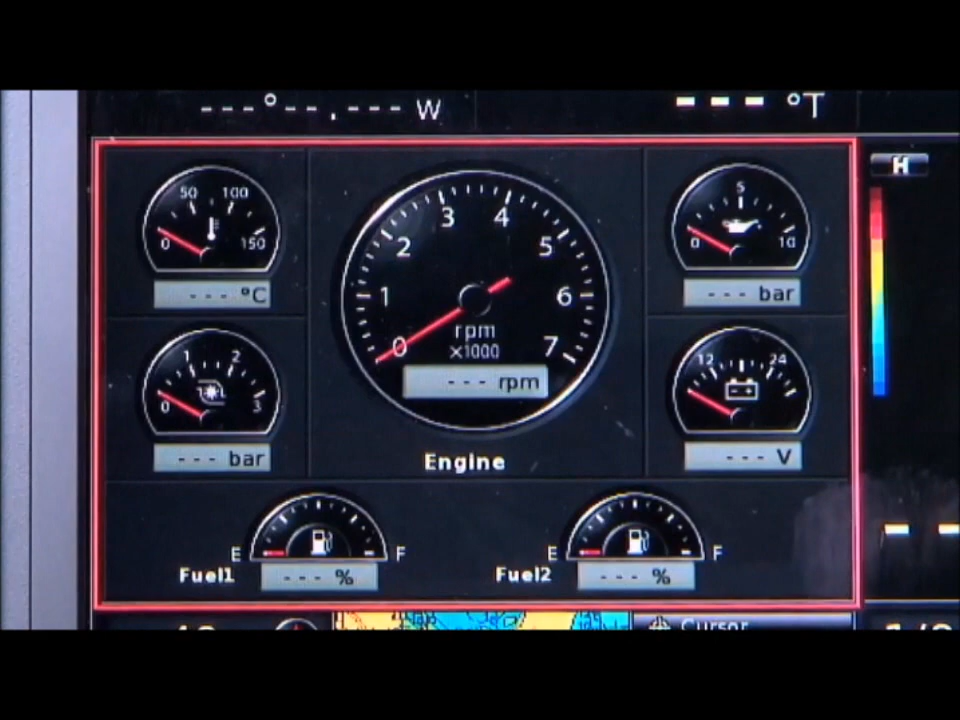 ---°--.--- W
--- °T
H
50 100
0 150
--- °C
0 1 2 3 4 5 6 7
rpm
×1000
--- rpm
Engine
5
0 10
--- bar
1 2
0 3
--- bar
12 24
--- V
E F
Fuel1
--- %
E F
Fuel2
--- %
Cursor